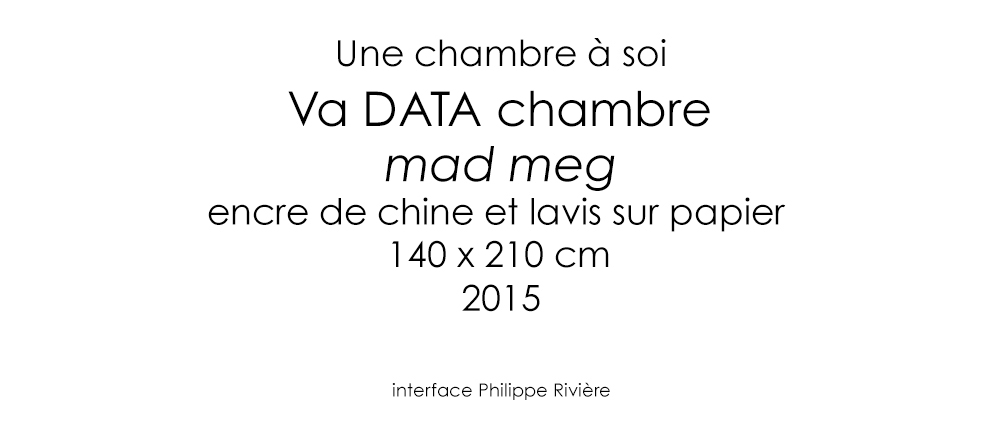 Une chambre à soi
Va DATA chambre
mad meg
encre de chine et lavis sur papier
140 x 210 cm
2015
interface Philippe Rivière